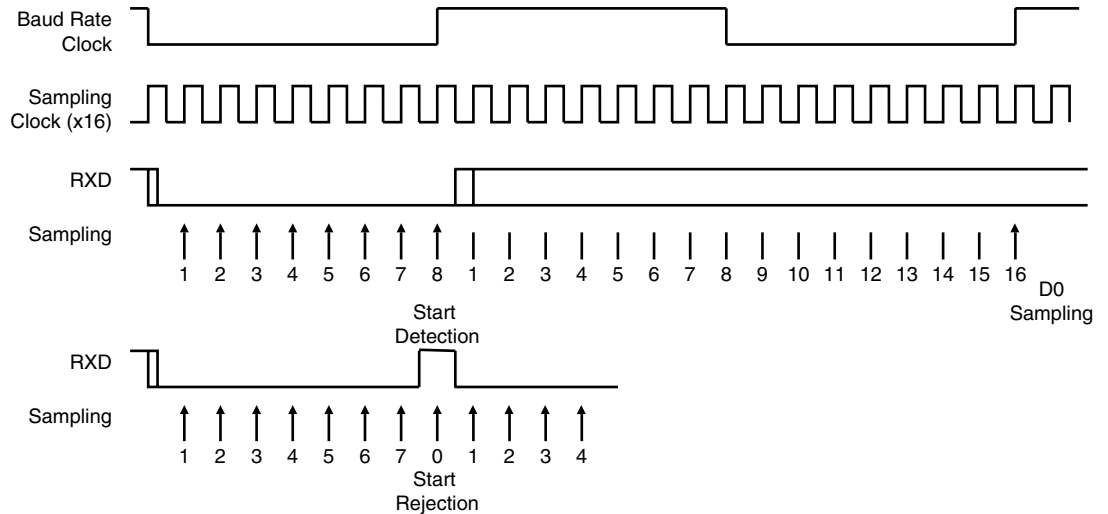 Baud Rate
Clock
Sampling
Clock (x16)
RXD
Sampling
1 2 3 4 5 6 7 8 1 2 3 4 5 6 7 8 9 10 11 12 13 14 15 16
D0
Sampling
Start
Detection
RXD
Sampling
1 2 3 4 5 6 7 0 1 2 3 4
Start
Rejection